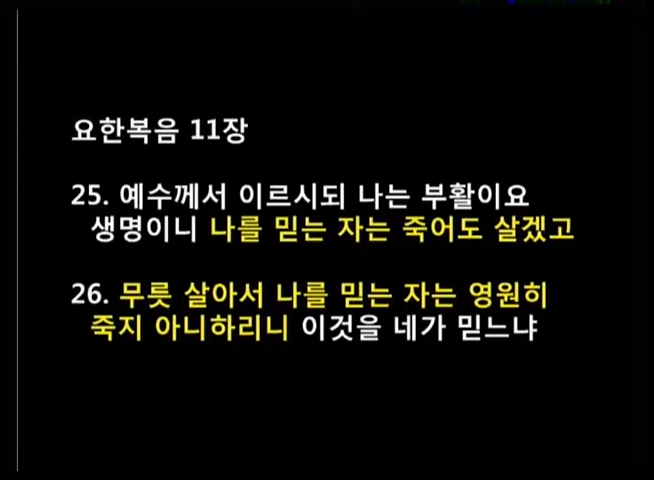 요한복음 11장
25. 예수께서 이르시되 나는 부활이요
생명이니 나를 믿는 자는 죽어도 살겠고
26. 무릇 살아서 나를 믿는 자는 영원히
죽지 아니하리니 이것을 네가 믿느냐